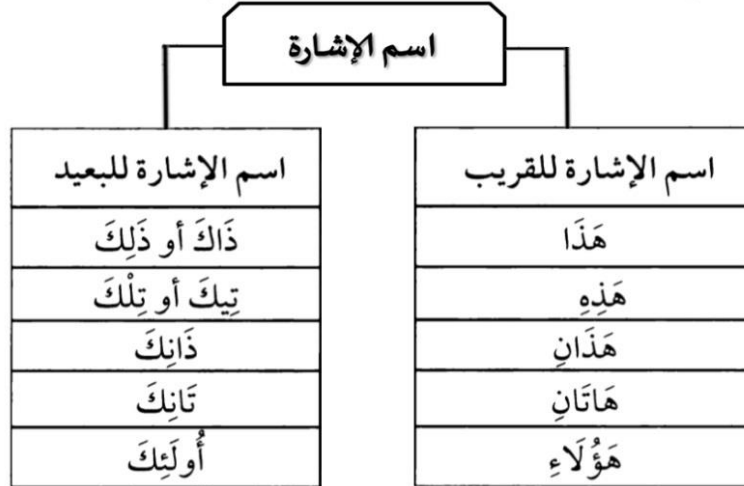 اسم الإشارة
اسم الإشارة للقريب
هَذَا
هَذِهِ
هَذَانِ
هَاتَانِ
هَؤُلَاءِ
اسم الإشارة للبعيد
ذَاكَ أو ذَلِكَ
تِيكَ أو تِلْكَ
ذَانِكَ
تَانِكَ
أُولَئِكَ